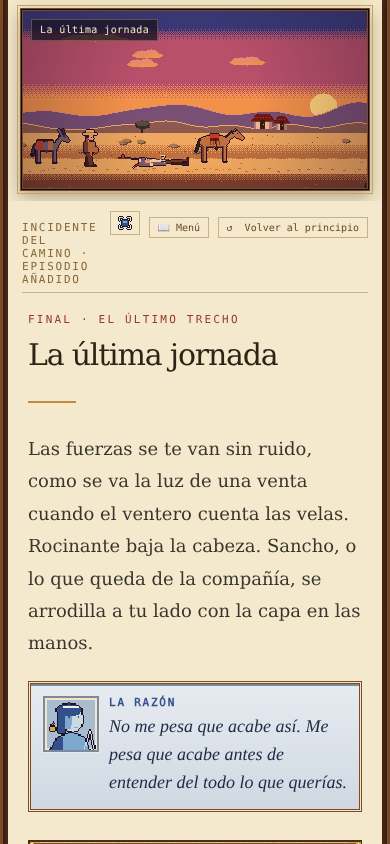 La última jornada
INCIDENTE
DEL
CAMINO ·
EPISODIO
AÑADIDO
📖 Menú
↺ Volver al principio
FINAL · EL ÚLTIMO TRECHO
La última jornada
Las fuerzas se te van sin ruido,
como se va la luz de una venta
cuando el ventero cuenta las velas.
Rocinante baja la cabeza. Sancho, o
lo que queda de la compañía, se
arrodilla a tu lado con la capa en las
manos.
LA RAZÓN
No me pesa que acabe así. Me
pesa que acabe antes de
entender del todo lo que querías.